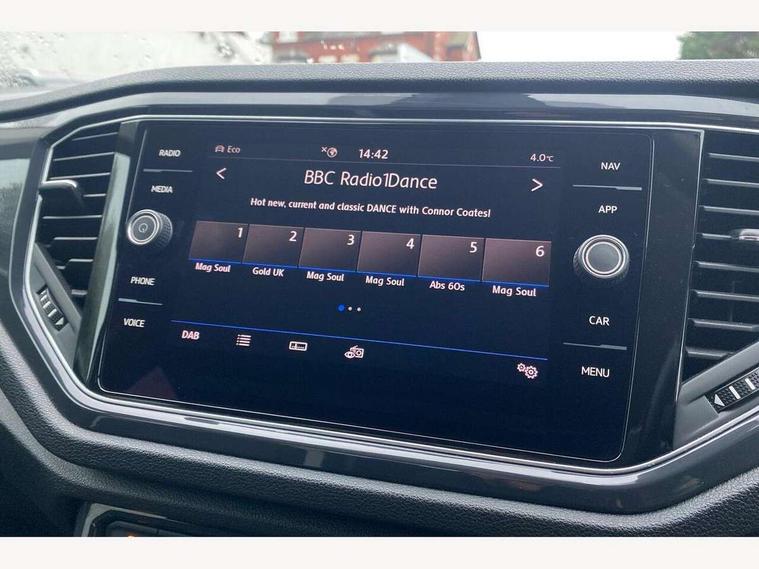 RADIO
Eco
14:42
4.0°C
NAV
MEDIA
<
BBC Radio1Dance
>
APP
Hot new, current and classic DANCE with Connor Coates!
1 2 3 4 5 6
Mag Soul Gold UK Mag Soul Mag Soul Abs 60s Mag Soul
PHONE
VOICE
CAR
DAB
MENU